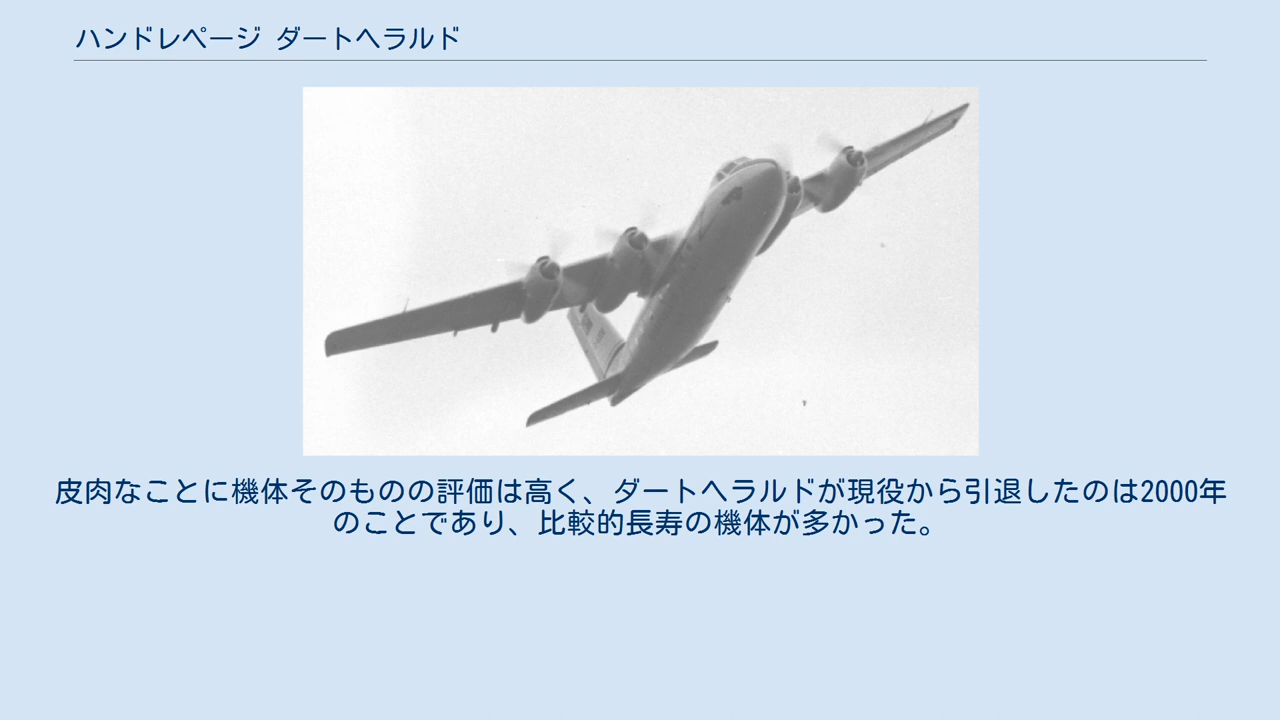 ハンドレページ ダートヘラルド
皮肉なことに機体そのものの評価は高く、ダートヘラルドが現役から引退したのは2000年
のことであり、比較的長寿の機体が多かった。